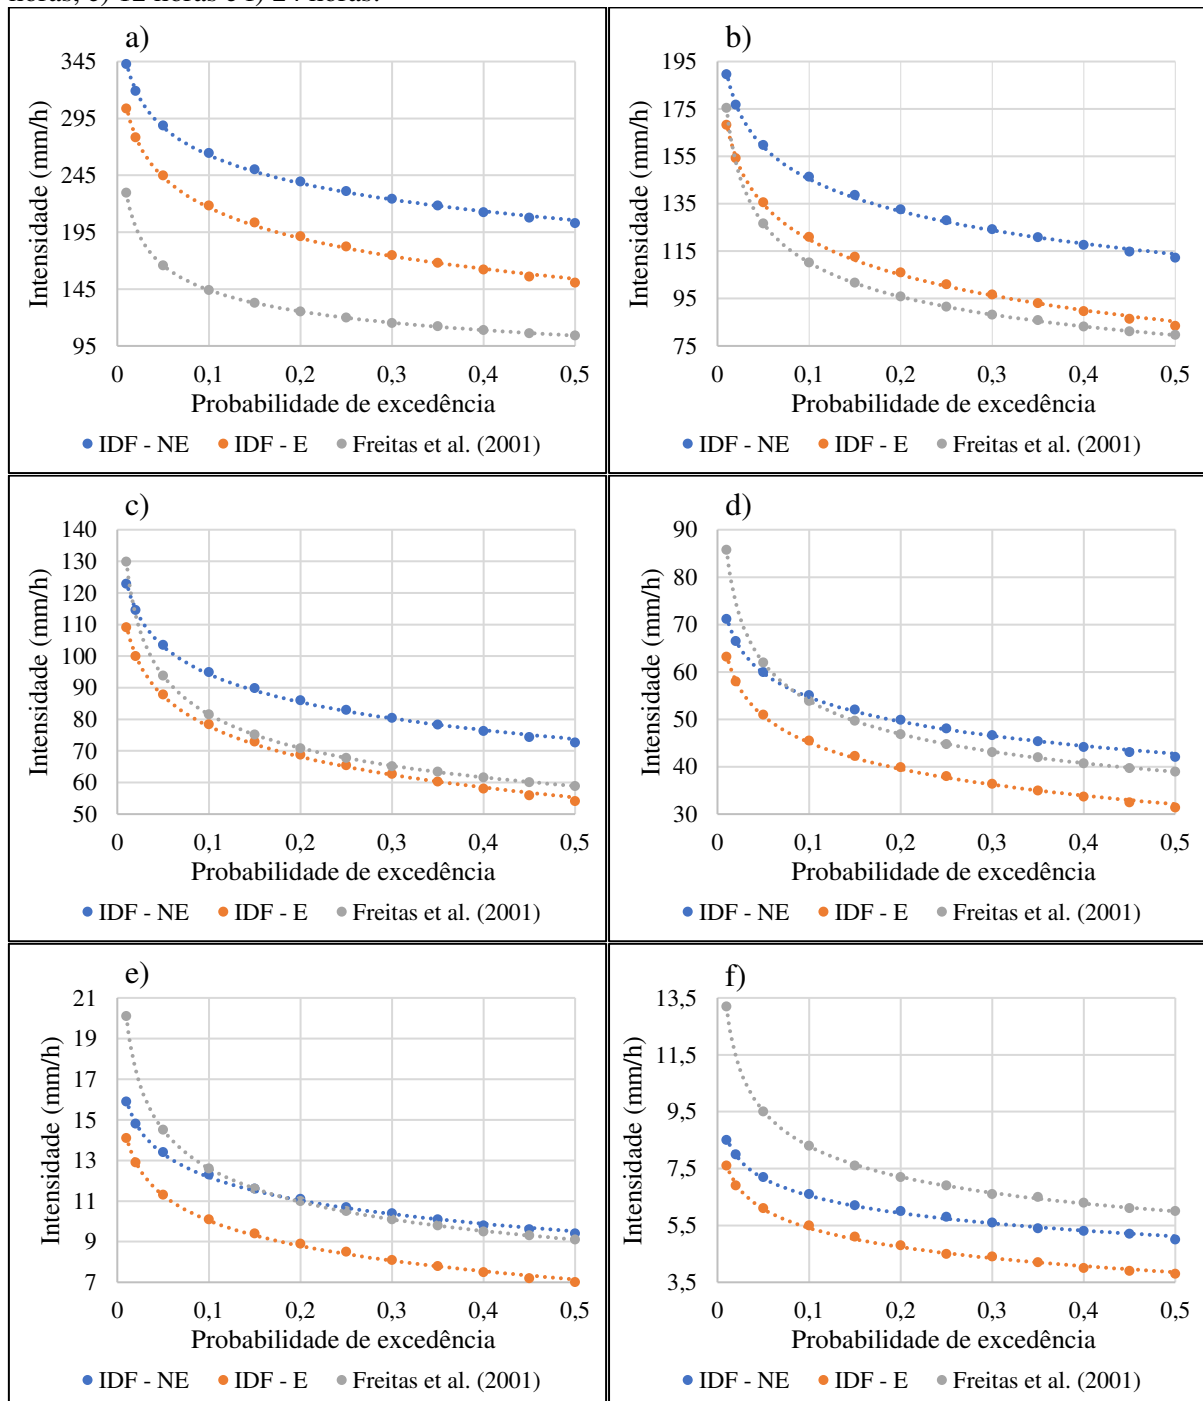 horas, e) 12 horas e f) 24 horas.
a)
345
295
245
195
145
95
Intensidade (mm/h)
0 0,1 0,2 0,3 0,4 0,5
Probabilidade de excedência
IDF - NE IDF - E Freitas et al. (2001)
b)
195
175
155
135
115
95
75
Intensidade (mm/h)
0 0,1 0,2 0,3 0,4 0,5
Probabilidade de excedência
IDF - NE IDF - E Freitas et al. (2001)
c)
140
130
120
110
100
90
80
70
60
50
Intensidade (mm/h)
0 0,1 0,2 0,3 0,4 0,5
Probabilidade de excedência
IDF - NE IDF - E Freitas et al. (2001)
d)
90
80
70
60
50
40
30
Intensidade (mm/h)
0 0,1 0,2 0,3 0,4 0,5
Probabilidade de excedência
IDF - NE IDF - E Freitas et al. (2001)
e)
21
19
17
15
13
11
9
7
Intensidade (mm/h)
0 0,1 0,2 0,3 0,4 0,5
Probabilidade de excedência
IDF - NE IDF - E Freitas et al. (2001)
f)
13,5
11,5
9,5
7,5
5,5
3,5
Intensidade (mm/h)
0 0,1 0,2 0,3 0,4 0,5
Probabilidade de excedência
IDF - NE IDF - E Freitas et al. (2001)